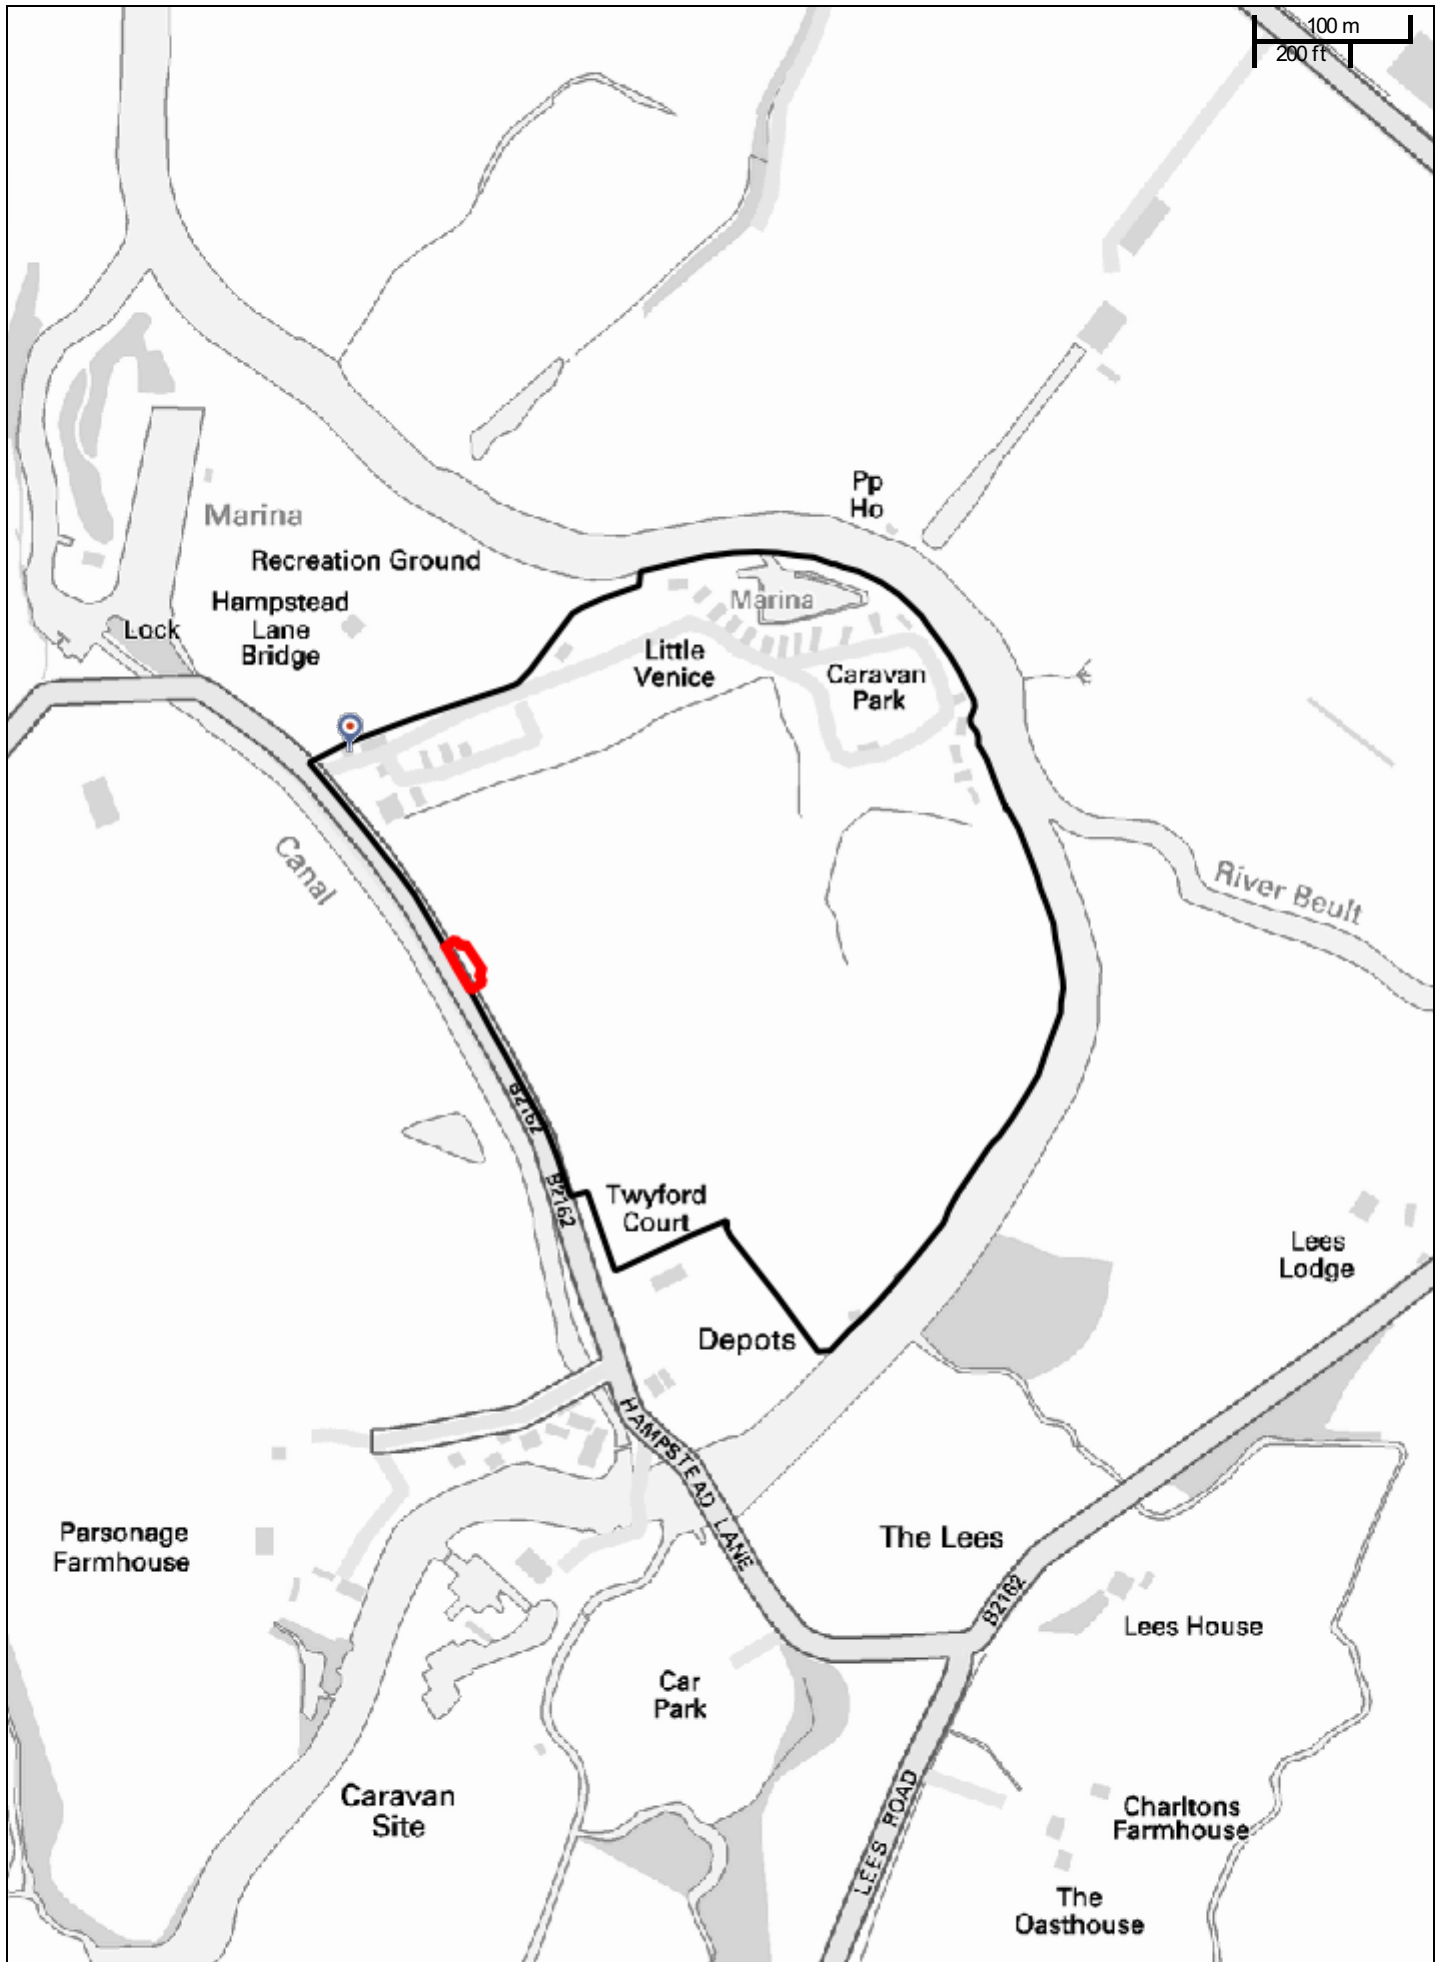 100 m
200 ft
Pp
Ho
Marina
Recreation Ground
Hampstead
Lane
Bridge
Lock
Marina
Little
Venice
Caravan
Park
Canal
River Beult
B2162
B2162
Twyford
Court
Lees
Lodge
Depots
HAMPSTEAD LANE
Parsonage
Farmhouse
The Lees
B2162
Lees House
Car
Park
Caravan
Site
LEES ROAD
Charltons
Farmhouse
The
Oasthouse